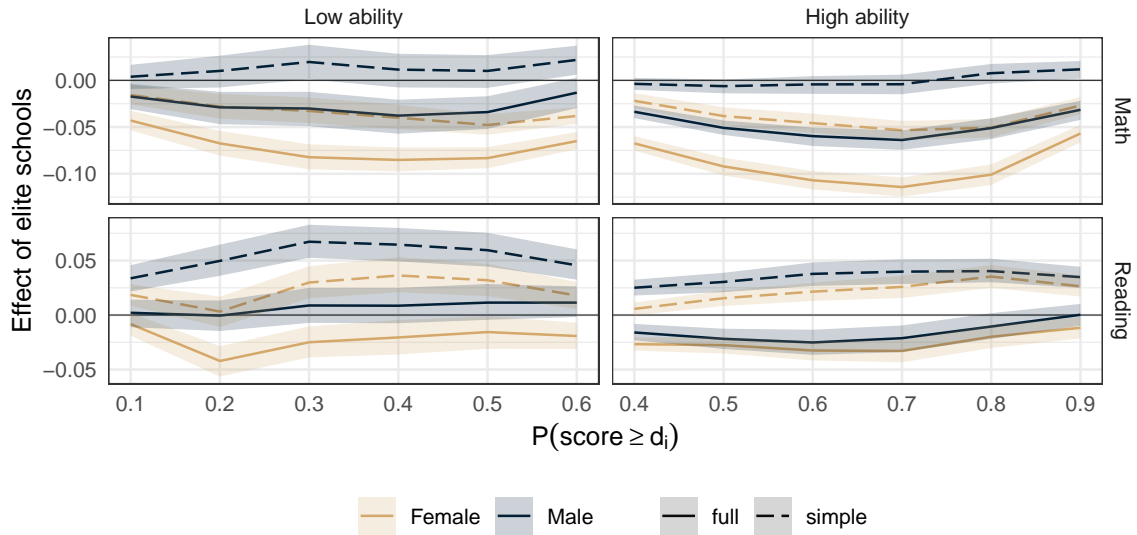 Low ability
High ability
Effect of elite schools
0.00
−0.05
−0.10
Math
0.05
0.00
−0.05
Reading
0.1 0.2 0.3 0.4 0.5 0.6
0.4 0.5 0.6 0.7 0.8 0.9
P(score ≥ dᵢ)
Female Male full simple